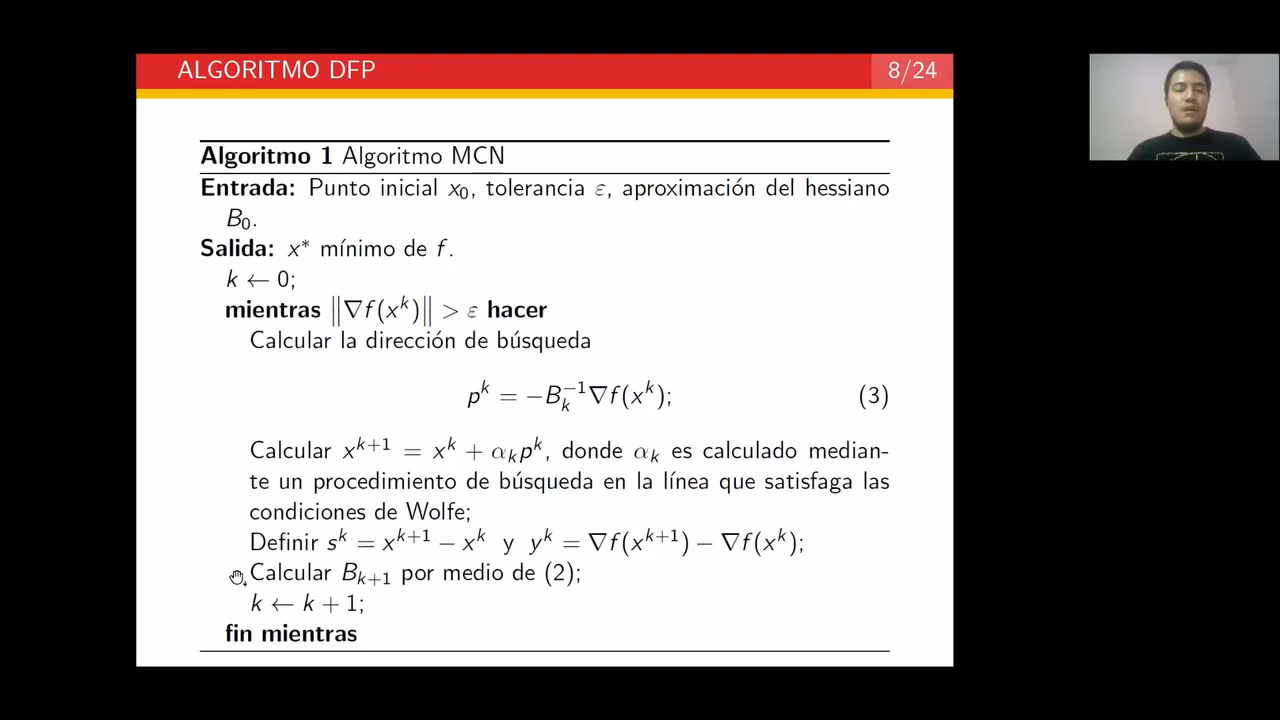 ALGORITMO DFP 8/24
Algoritmo 1 Algoritmo MCN
Entrada: Punto inicial x₀, tolerancia ε, aproximación del hessiano
B₀.
Salida: x* mínimo de f.
k ← 0;
mientras ‖∇f(xᵏ)‖ > ε hacer
Calcular la dirección de búsqueda
pᵏ = −Bₖ⁻¹∇f(xᵏ); (3)
Calcular xᵏ⁺¹ = xᵏ + αₖpᵏ, donde αₖ es calculado median-
te un procedimiento de búsqueda en la línea que satisfaga las
condiciones de Wolfe;
Definir sᵏ = xᵏ⁺¹ − xᵏ y yᵏ = ∇f(xᵏ⁺¹) − ∇f(xᵏ);
Calcular Bₖ₊₁ por medio de (2);
k ← k + 1;
fin mientras